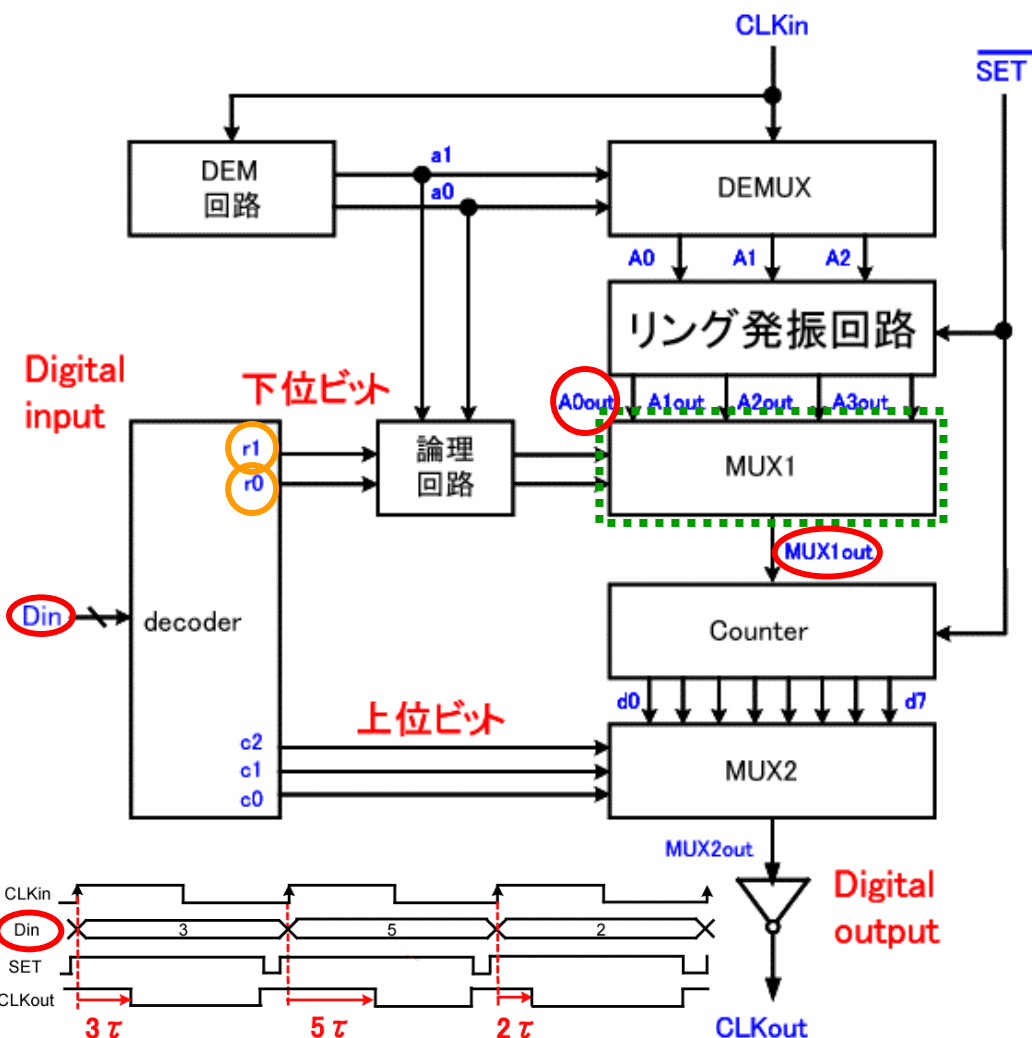 CLKin
SET
DEM
回路
a1
a0
DEMUX
A0
A1
A2
リング発振回路
Digital
input
下位ビット
A0out
A1out
A2out
A3out
r1
r0
論理
回路
MUX1
MUX1out
Din
decoder
Counter
d0
d7
上位ビット
c2
c1
c0
MUX2
MUX2out
Digital
output
CLKout
CLKin
Din
3
5
2
SET
CLKout
3τ
5τ
2τ